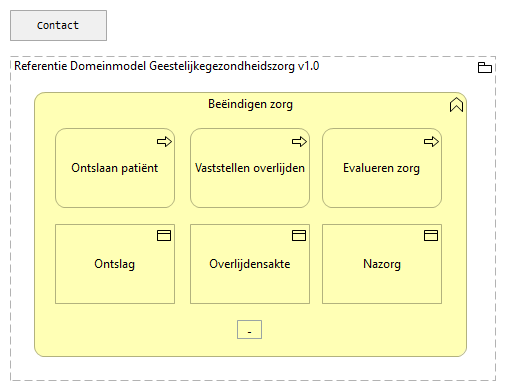 Contact
Referentie Domeinmodel Geestelijkegezondheidszorg v1.0
Beëindigen zorg
Ontslaan patiënt
Vaststellen overlijden
Evalueren zorg
Ontslag
Overlijdensakte
Nazorg
-